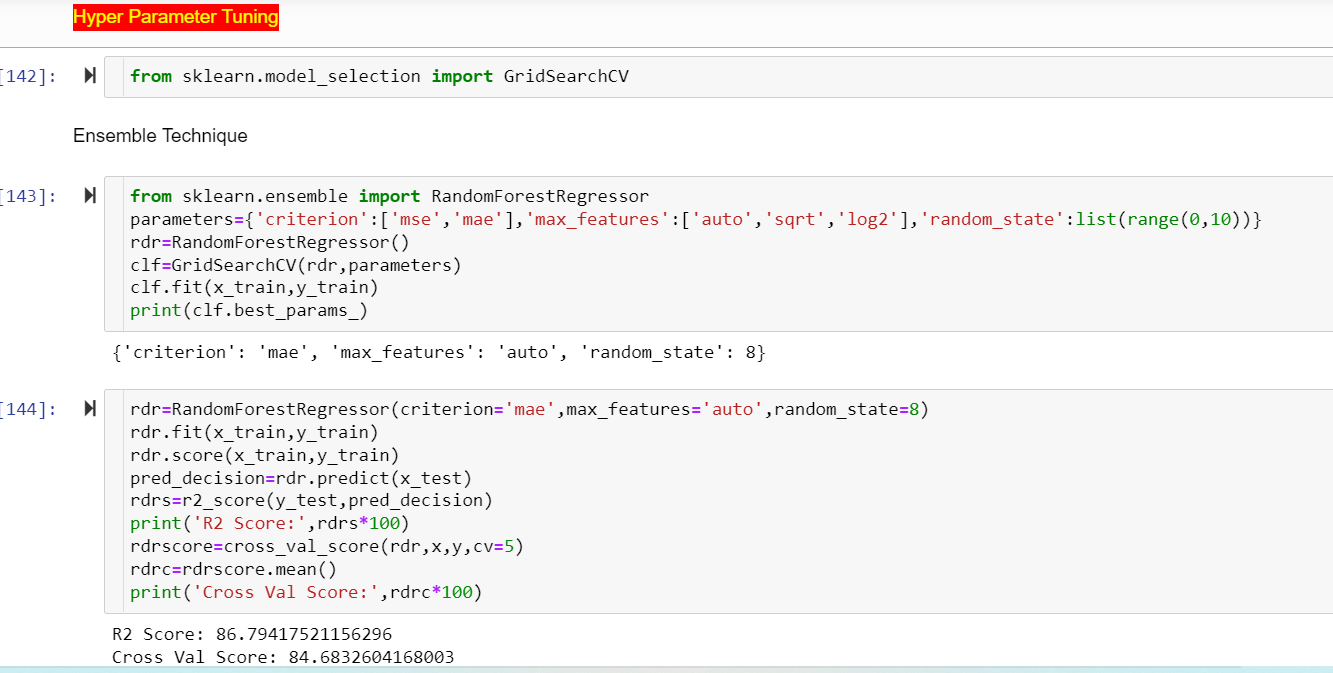 Hyper Parameter Tuning
[142]:
from sklearn.model_selection import GridSearchCV
Ensemble Technique
[143]:
from sklearn.ensemble import RandomForestRegressor
parameters={'criterion':['mse','mae'],'max_features':['auto','sqrt','log2'],'random_state':list(range(0,10))}
rdr=RandomForestRegressor()
clf=GridSearchCV(rdr,parameters)
clf.fit(x_train,y_train)
print(clf.best_params_)
{'criterion': 'mae', 'max_features': 'auto', 'random_state': 8}
[144]:
rdr=RandomForestRegressor(criterion='mae',max_features='auto',random_state=8)
rdr.fit(x_train,y_train)
rdr.score(x_train,y_train)
pred_decision=rdr.predict(x_test)
rdrs=r2_score(y_test,pred_decision)
print('R2 Score:',rdrs*100)
rdrscore=cross_val_score(rdr,x,y,cv=5)
rdrc=rdrscore.mean()
print('Cross Val Score:',rdrc*100)
R2 Score: 86.79417521156296
Cross Val Score: 84.6832604168003